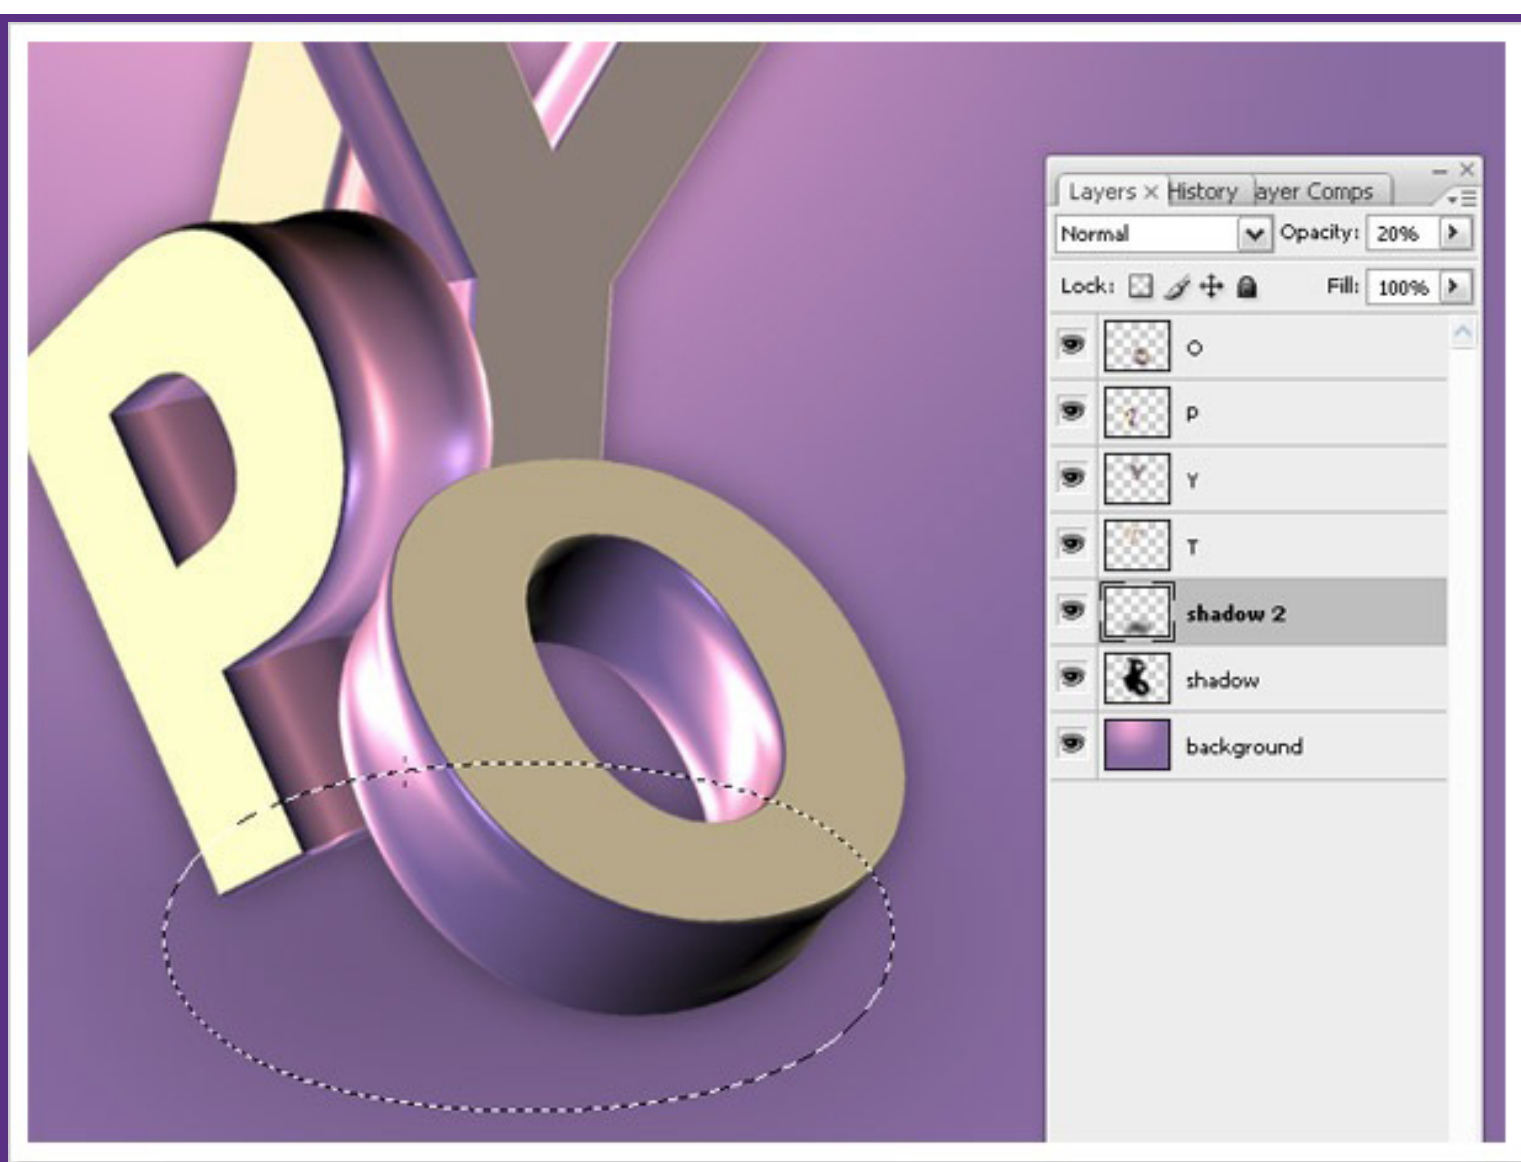 Y
P
O
Layers × History ayer Comps
Normal Opacity: 20%
Lock: Fill: 100%
O
P
Y
T
shadow 2
shadow
background